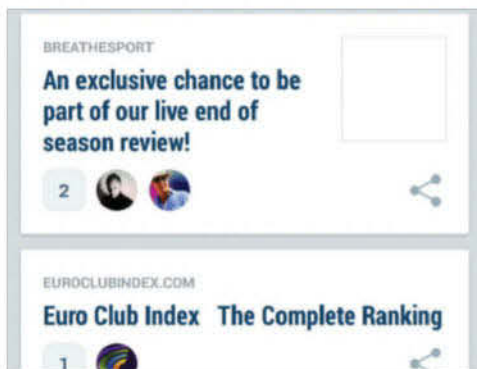 BREATHESPORT
An exclusive chance to be
part of our live end of
season review!
2
EUROCLUBINDEX.COM
Euro Club Index The Complete Ranking
1